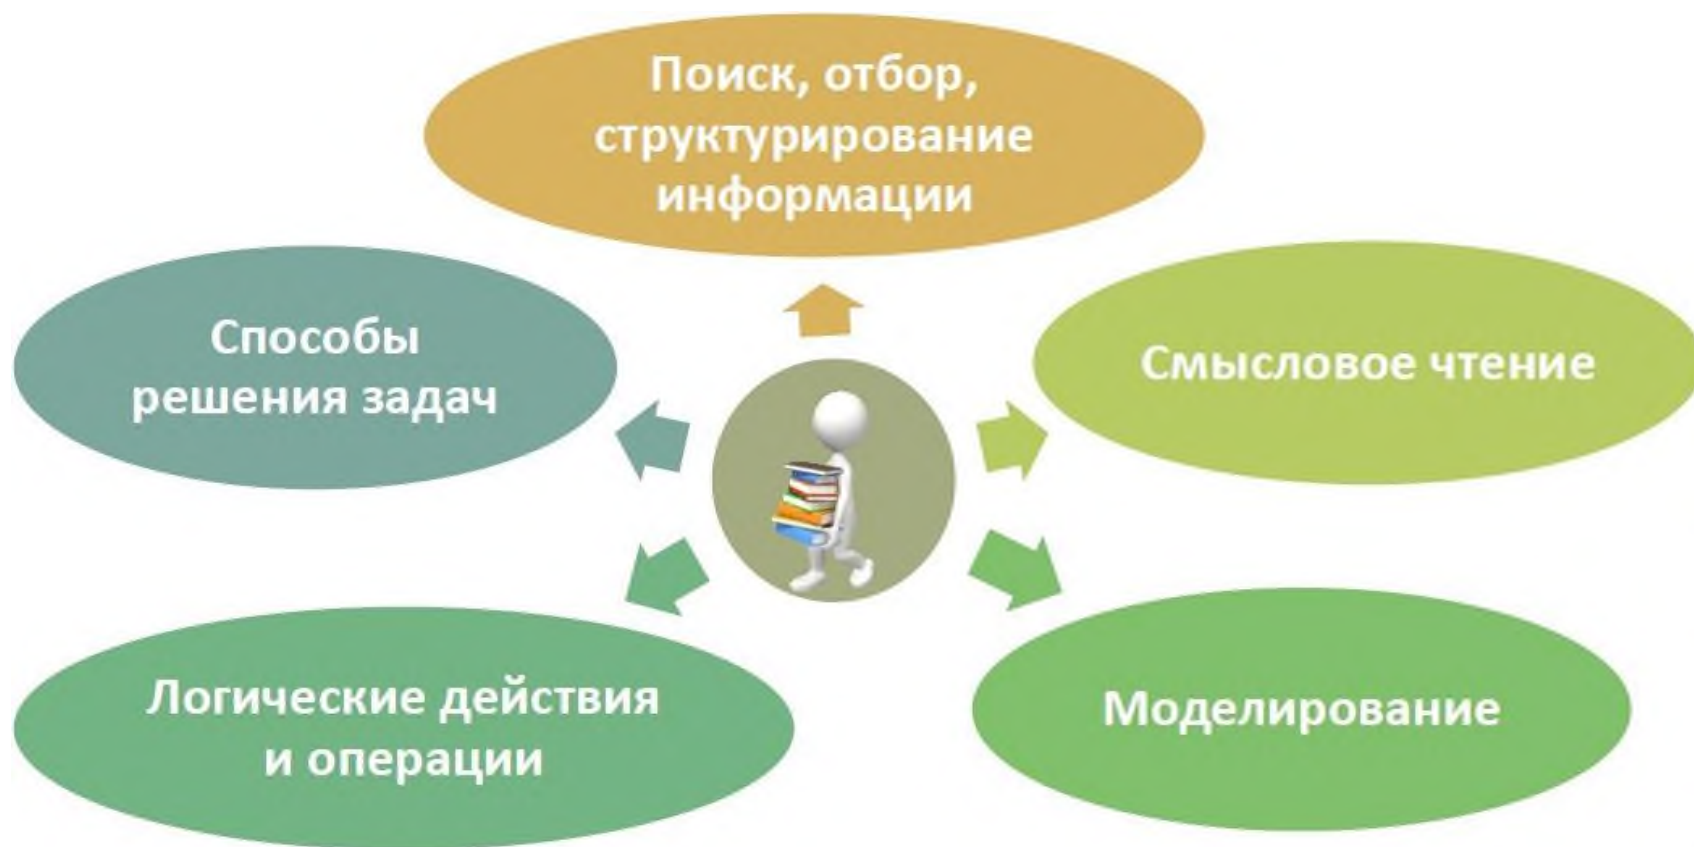 Поиск, отбор,
структурирование
информации
Способы
решения задач
Смысловое чтение
Логические действия
и операции
Моделирование